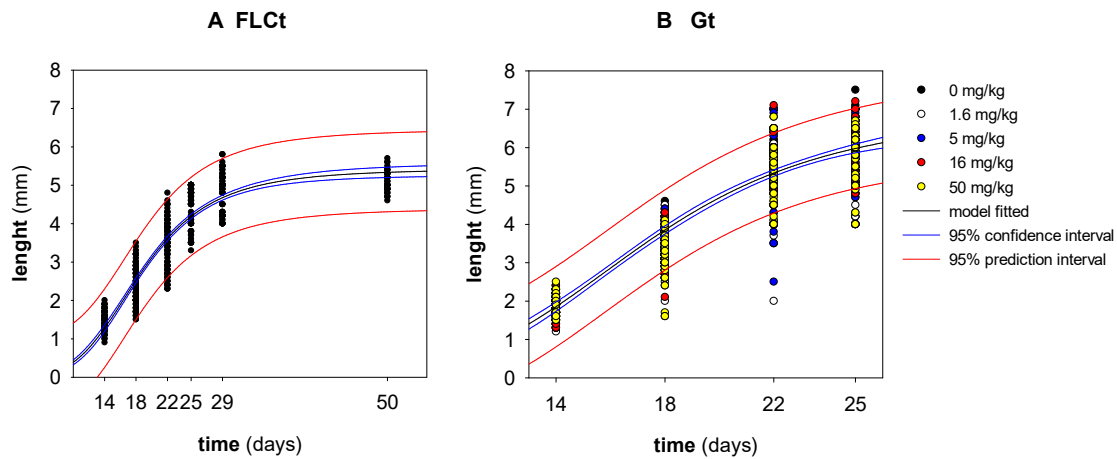 A FLCt
8
7
6
5
4
3
2
1
0
lenght (mm)
14 18 22 25 29 50
time (days)
B Gt
8
7
6
5
4
3
2
1
0
lenght (mm)
14 18 22 25
time (days)
0 mg/kg
1.6 mg/kg
5 mg/kg
16 mg/kg
50 mg/kg
model fitted
95% confidence interval
95% prediction interval